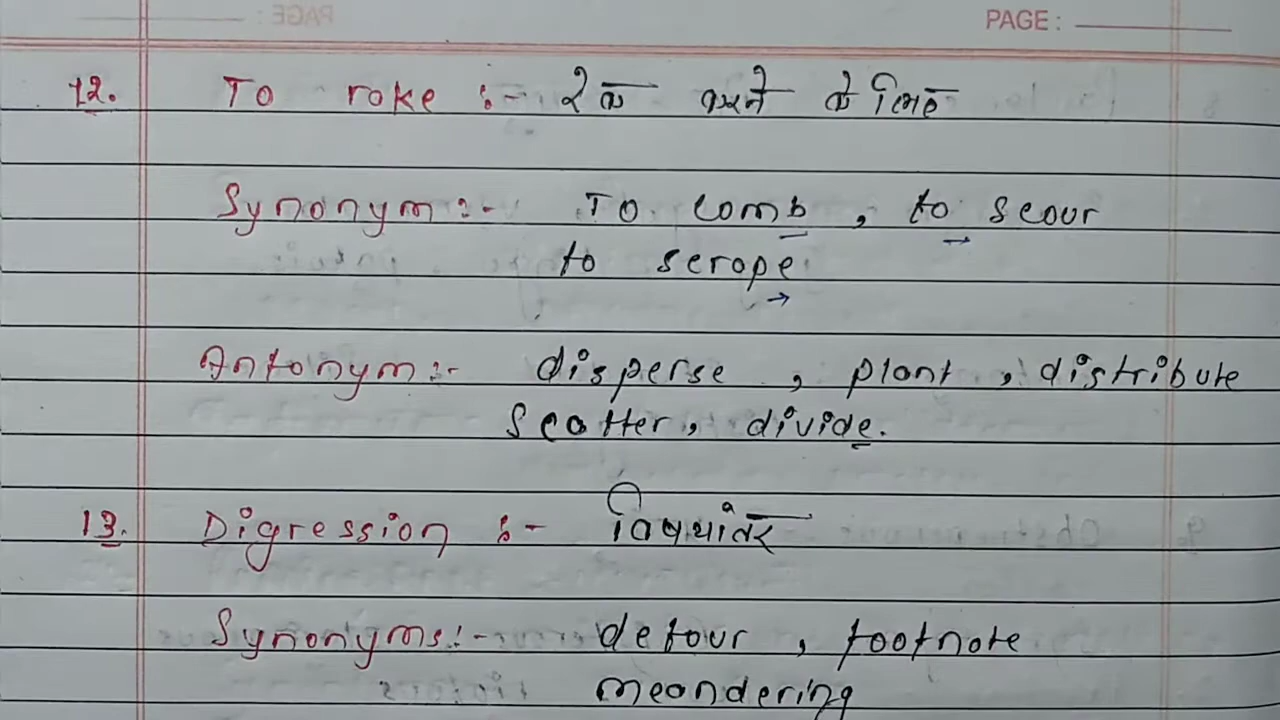 PAGE :
12. To rake :- रेक करने के लिए
Synonym :- To comb, to scour
to scrape
Antonym :- disperse, plant, distribute
scatter, divide.
13. Digression :- विषयांतर
Synonyms :- detour, footnote
meandering